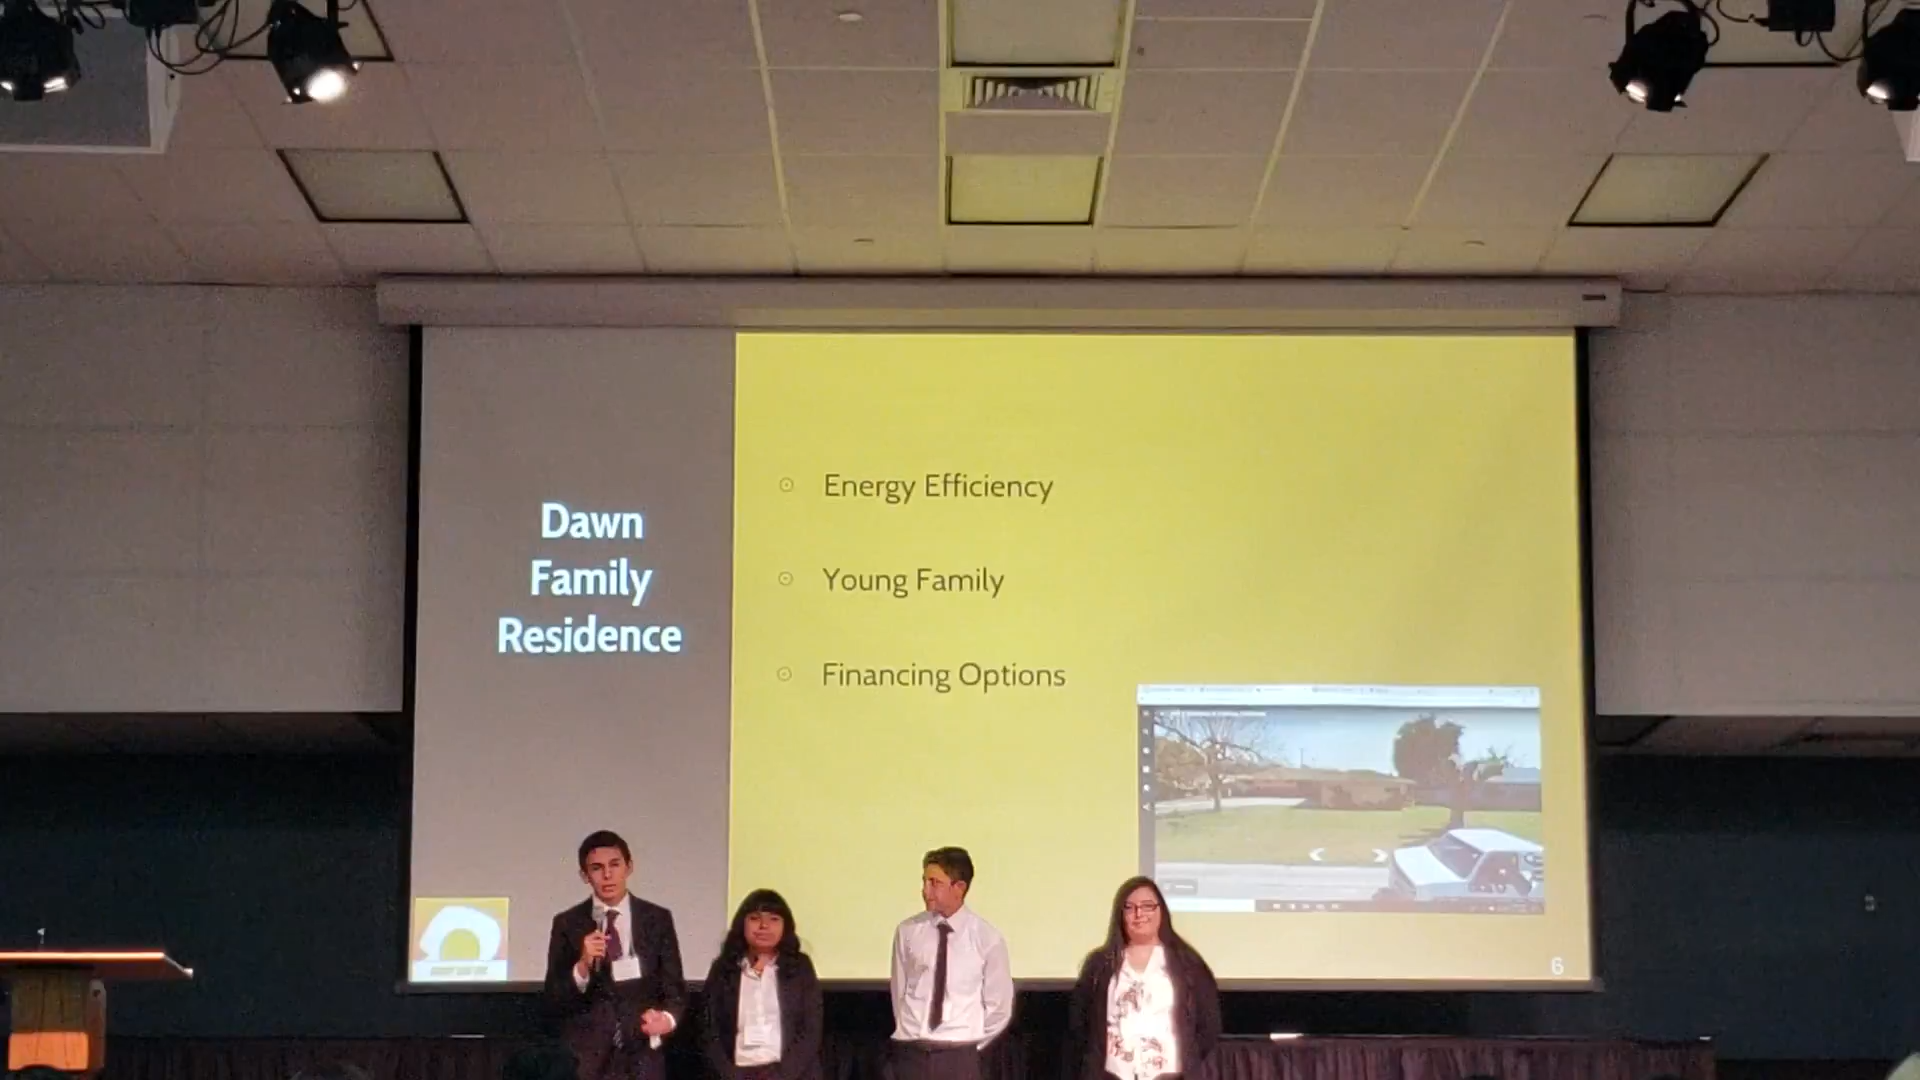 Dawn
Family
Residence
Energy Efficiency
Young Family
Financing Options
6